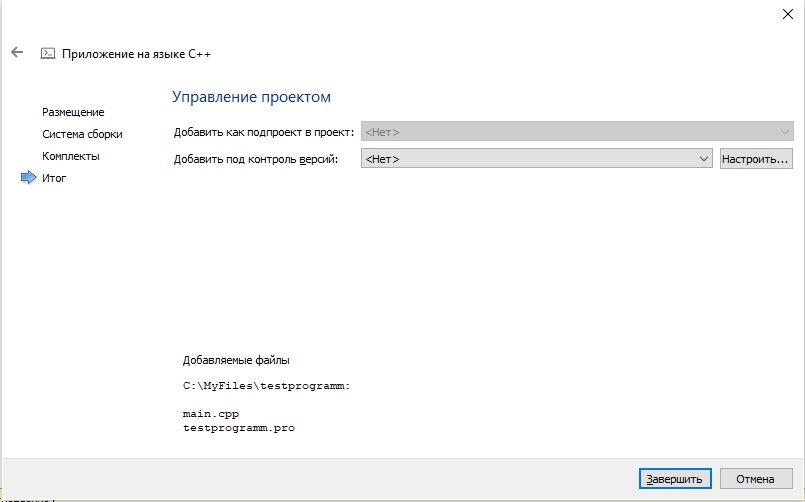 Приложение на языке C++
Размещение
Система сборки
Комплекты
Итог
Управление проектом
Добавить как подпроект в проект: <Нет>
Добавить под контроль версий: <Нет> Настроить...
Добавляемые файлы
C:\MyFiles\testprogramm:
main.cpp
testprogramm.pro
Завершить Отмена